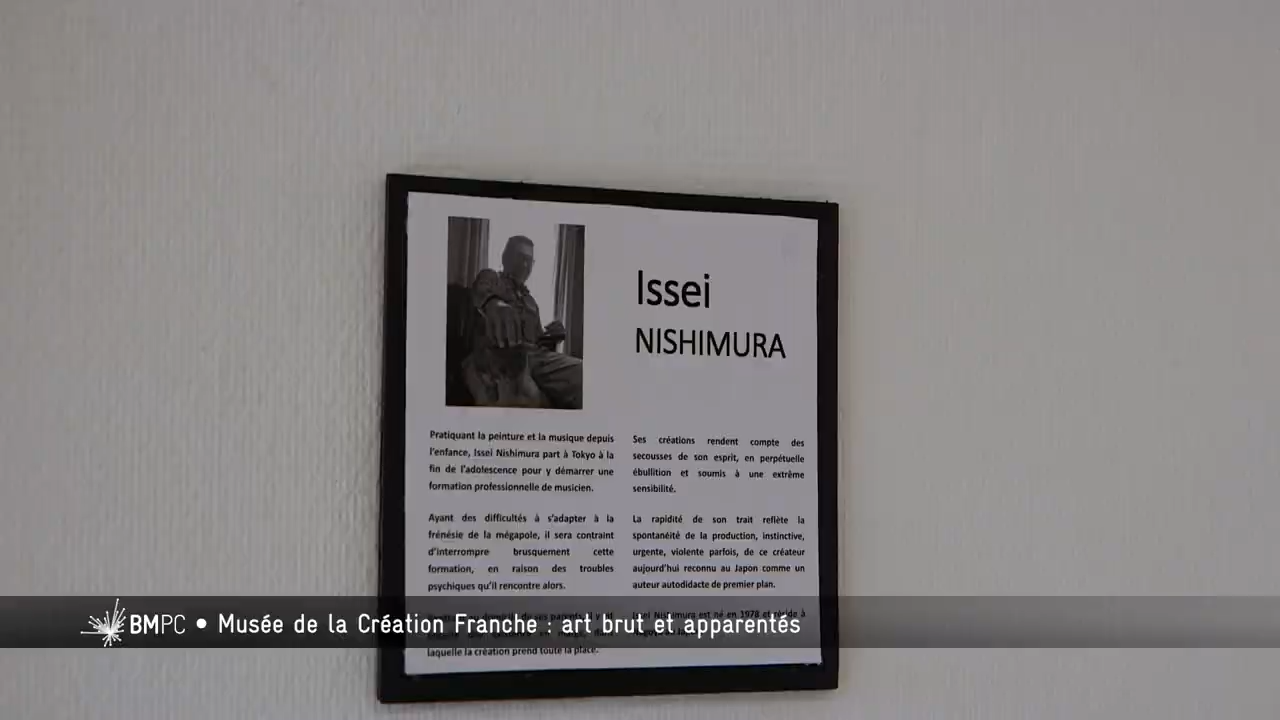 Issei
NISHIMURA
Pratiquant la peinture et la musique depuis
l'enfance, Issei Nishimura part à Tokyo à la
fin de l'adolescence pour y démarrer une
formation professionnelle de musicien.
Ayant des difficultés à s'adapter à la
frénésie de la mégapole, il sera contraint
d'interrompre brusquement cette
formation, en raison des troubles
psychiques qu'il rencontre alors.
laquelle la création prend toute la place.
Ses créations rendent compte des
secousses de son esprit, en perpétuelle
ébullition et soumis à une extrême
sensibilité.
La rapidité de son trait reflète la
spontanéité de la production, instinctive,
urgente, violente parfois, de ce créateur
aujourd'hui reconnu au Japon comme un
auteur autodidacte de premier plan.
Issei Nishimura est né en 1978 et réside à
BMPC • Musée de la Création Franche : art brut et apparentés